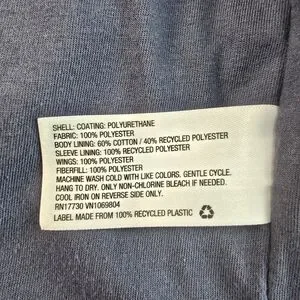 SHELL: COATING: POLYURETHANE
FABRIC: 100% POLYESTER
BODY LINING: 60% COTTON / 40% RECYCLED POLYESTER
SLEEVE LINING: 100% POLYESTER
WINGS: 100% POLYESTER
FIBERFILL: 100% POLYESTER
MACHINE WASH COLD WITH LIKE COLORS. GENTLE CYCLE.
HANG TO DRY. ONLY NON-CHLORINE BLEACH IF NEEDED.
COOL IRON ON REVERSE SIDE ONLY.
RN17730 VN1069804
LABEL MADE FROM 100% RECYCLED PLASTIC